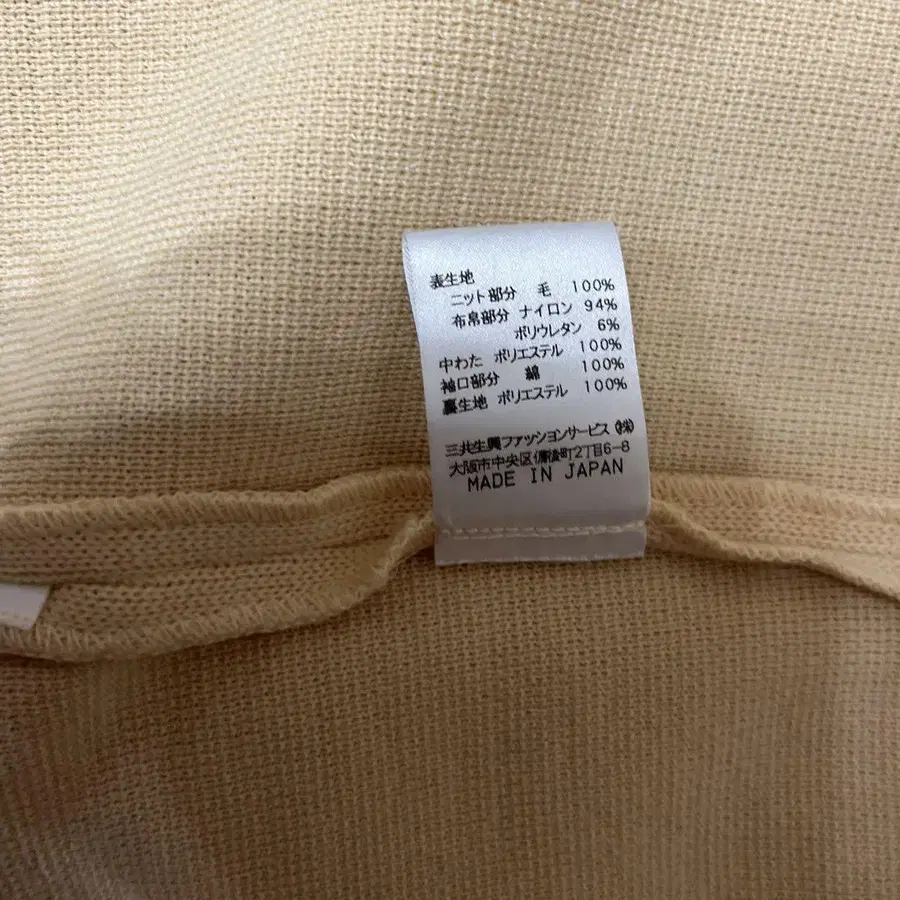 表生地
ニット部分 毛 100%
布帛部分 ナイロン 94%
ポリウレタン 6%
中わた ポリエステル 100%
袖口部分 綿 100%
裏生地 ポリエステル 100%
三共生興ファッションサービス㈱
大阪市中央区備後町2丁目6-8
MADE IN JAPAN